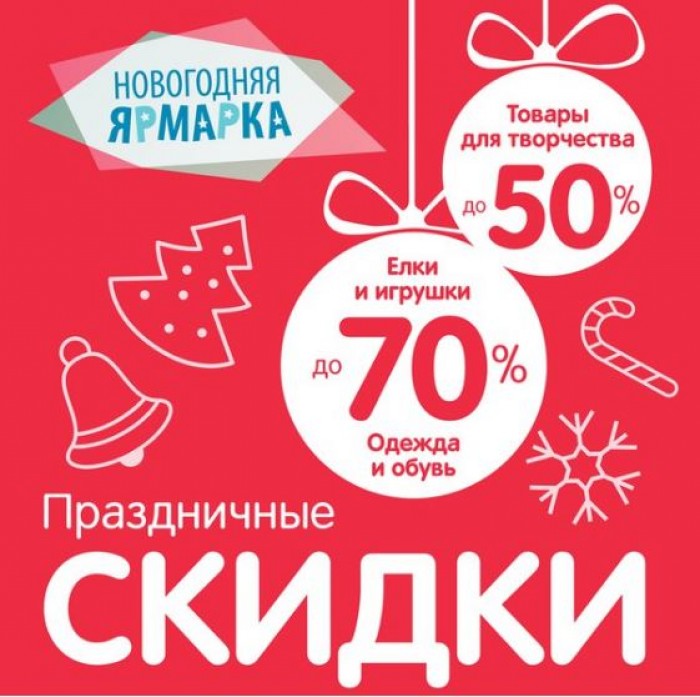 НОВОГОДНЯЯ
ЯРМАРКА
Товары
для творчества
до 50%
Елки
и игрушки
до 70%
Одежда
и обувь
Праздничные
СКИДКИ